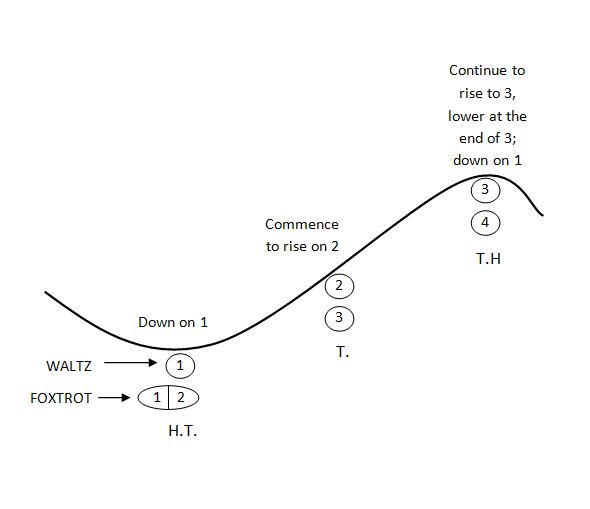 Continue to
rise to 3,
lower at the
end of 3;
down on 1
3
4
T.H
Commence
to rise on 2
2
3
T.
Down on 1
WALTZ
1
FOXTROT
1 2
H.T.